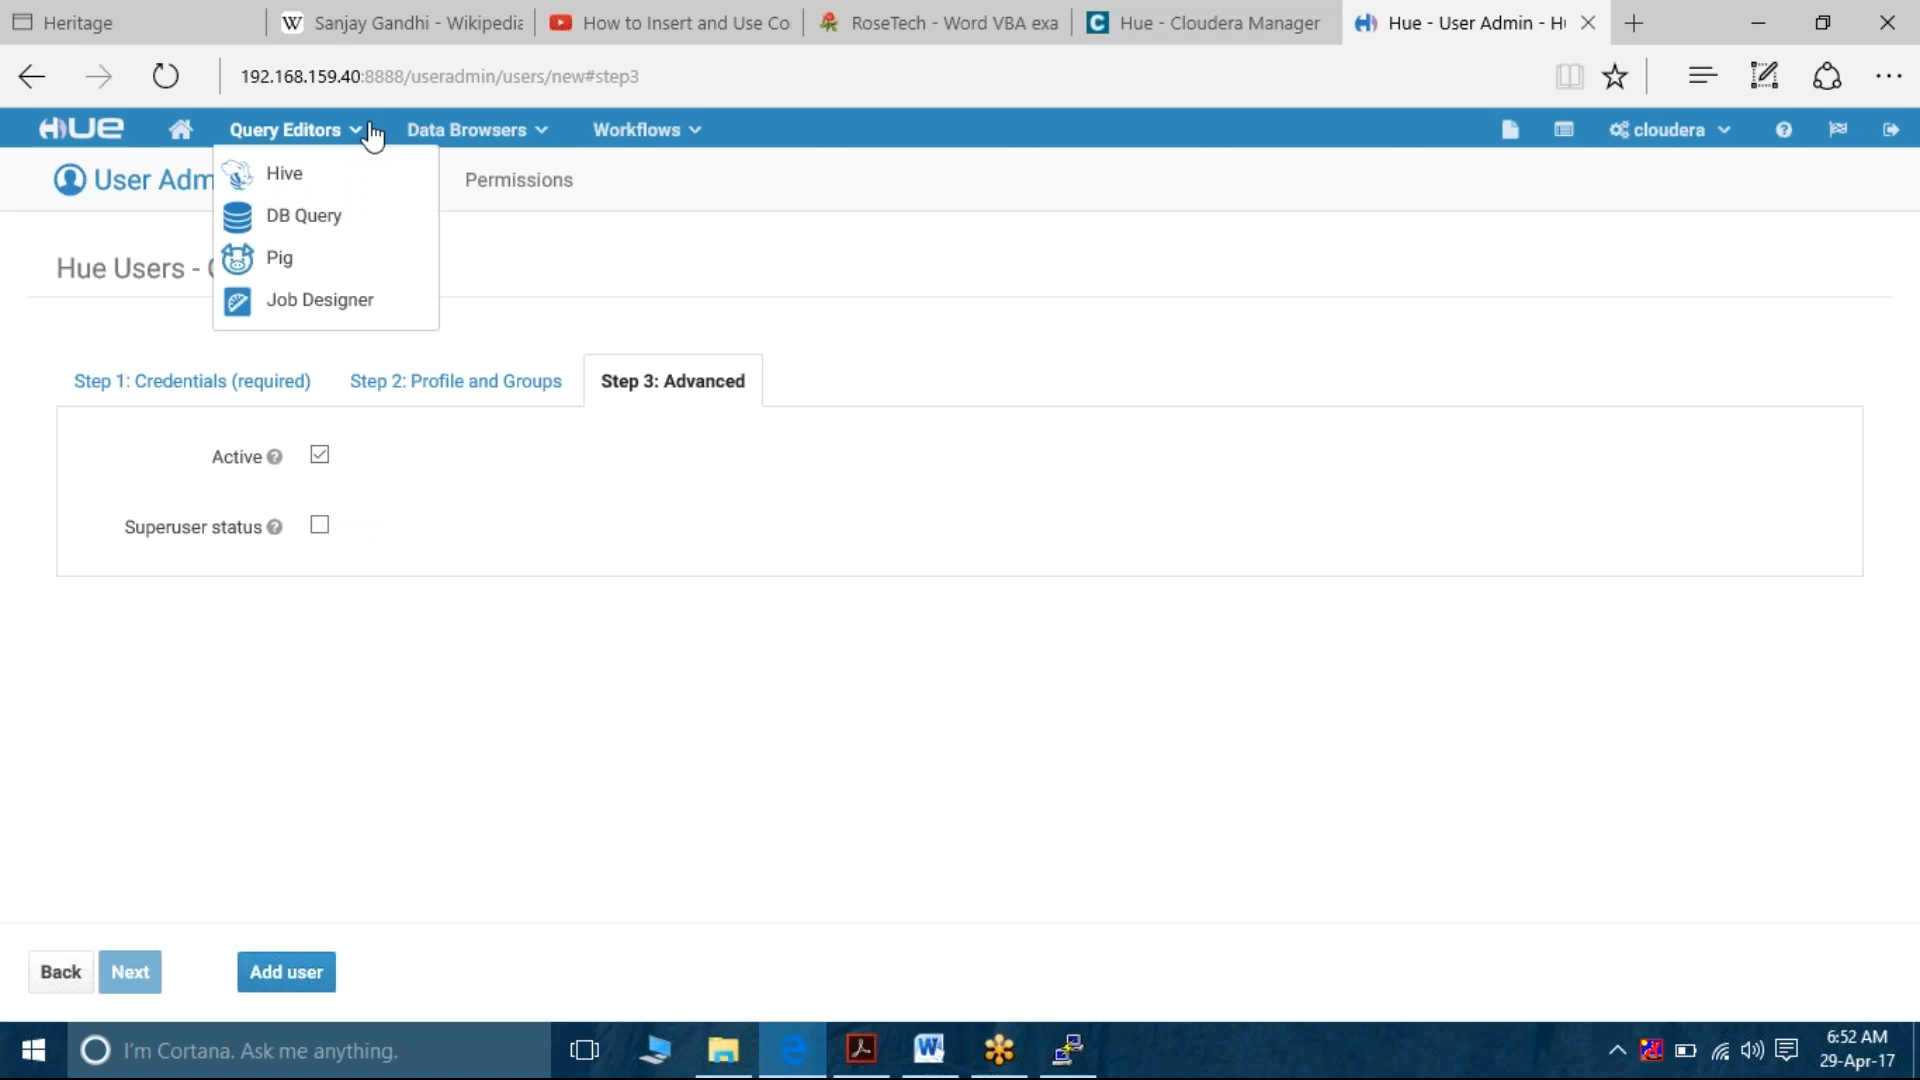 Heritage
W Sanjay Gandhi - Wikipedia
How to Insert and Use Co
RoseTech - Word VBA exa
C Hue - Cloudera Manager
Hue - User Admin - H
192.168.159.40:8888/useradmin/users/new#step3
HUE
Query Editors
Data Browsers
Workflows
cloudera
User Adm
Permissions
Hive
DB Query
Pig
Job Designer
Hue Users -
Step 1: Credentials (required)
Step 2: Profile and Groups
Step 3: Advanced
Active
Superuser status
Back
Next
Add user
I'm Cortana. Ask me anything.
6:52 AM
29-Apr-17